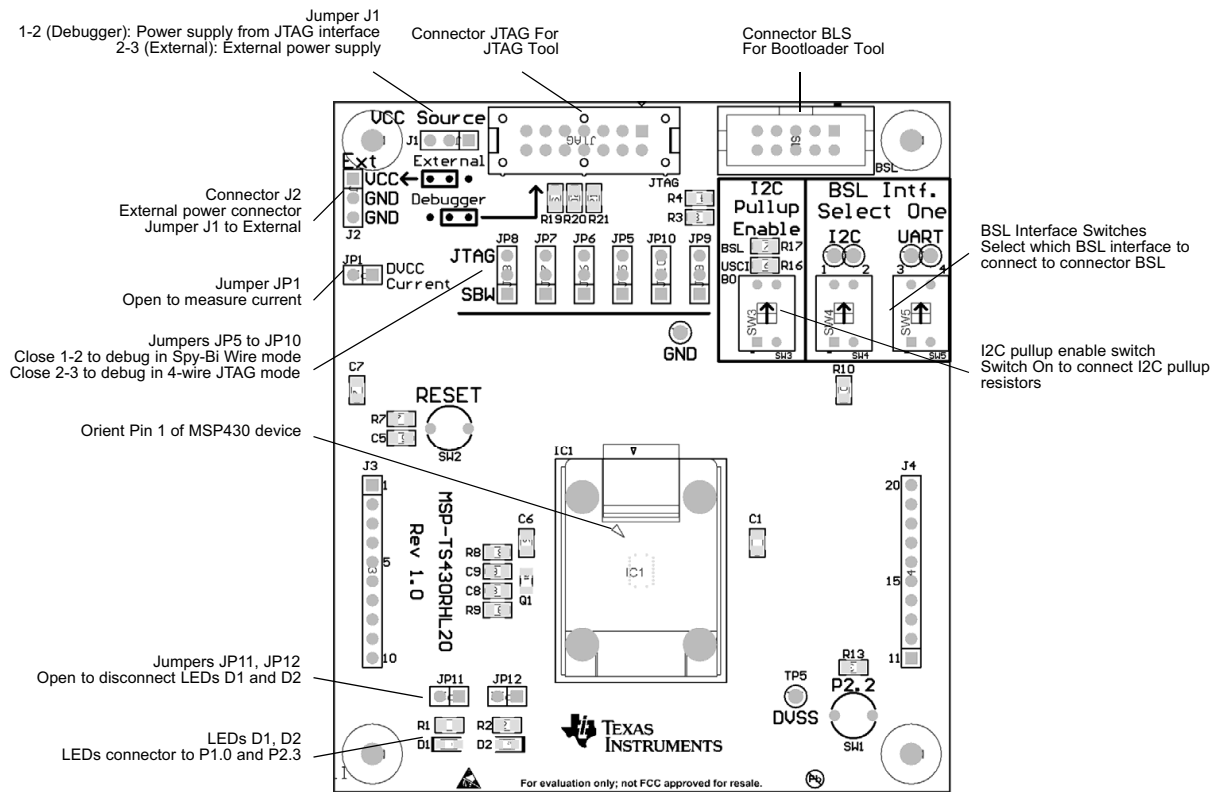 Jumper J1
1-2 (Debugger): Power supply from JTAG interface
2-3 (External): External power supply
Connector JTAG For
JTAG Tool
Connector BLS
For Bootloader Tool
VCC Source
J1
Ext
External
VCC
GND
GND
Debugger
J2
JTAG
JTAG
BSL
R19 R20 R21
R4
R3
I2C
Pullup
Enable
BSL
R17
USCI
B0
R16
SW3
SW3
BSL Intf.
Select One
I2C
UART
1
2
3
4
SW4
SW4
SW5
SW5
Connector J2
External power connector
Jumper J1 to External
BSL Interface Switches
Select which BSL interface to
connect to connector BSL
JP1
DVCC
Current
Jumper JP1
Open to measure current
JP8
JP7
JP6
JP5
JP10
JP9
JTAG
SBW
GND
Jumpers JP5 to JP10
Close 1-2 to debug in Spy-Bi Wire mode
Close 2-3 to debug in 4-wire JTAG mode
I2C pullup enable switch
Switch On to connect I2C pullup
resistors
C7
R10
RESET
R7
C5
SW2
Orient Pin 1 of MSP430 device
IC1
IC1
J3
1
5
10
MSP-TS430RHL20
Rev 1.0
C6
R8
C9
C8
R9
Q1
C1
J4
20
15
11
Jumpers JP11, JP12
Open to disconnect LEDs D1 and D2
JP11
JP12
R1
R2
D1
D2
LEDs D1, D2
LEDs connector to P1.0 and P2.3
TEXAS
INSTRUMENTS
TP5
DVSS
R13
P2.2
SW1
For evaluation only; not FCC approved for resale.
Pb